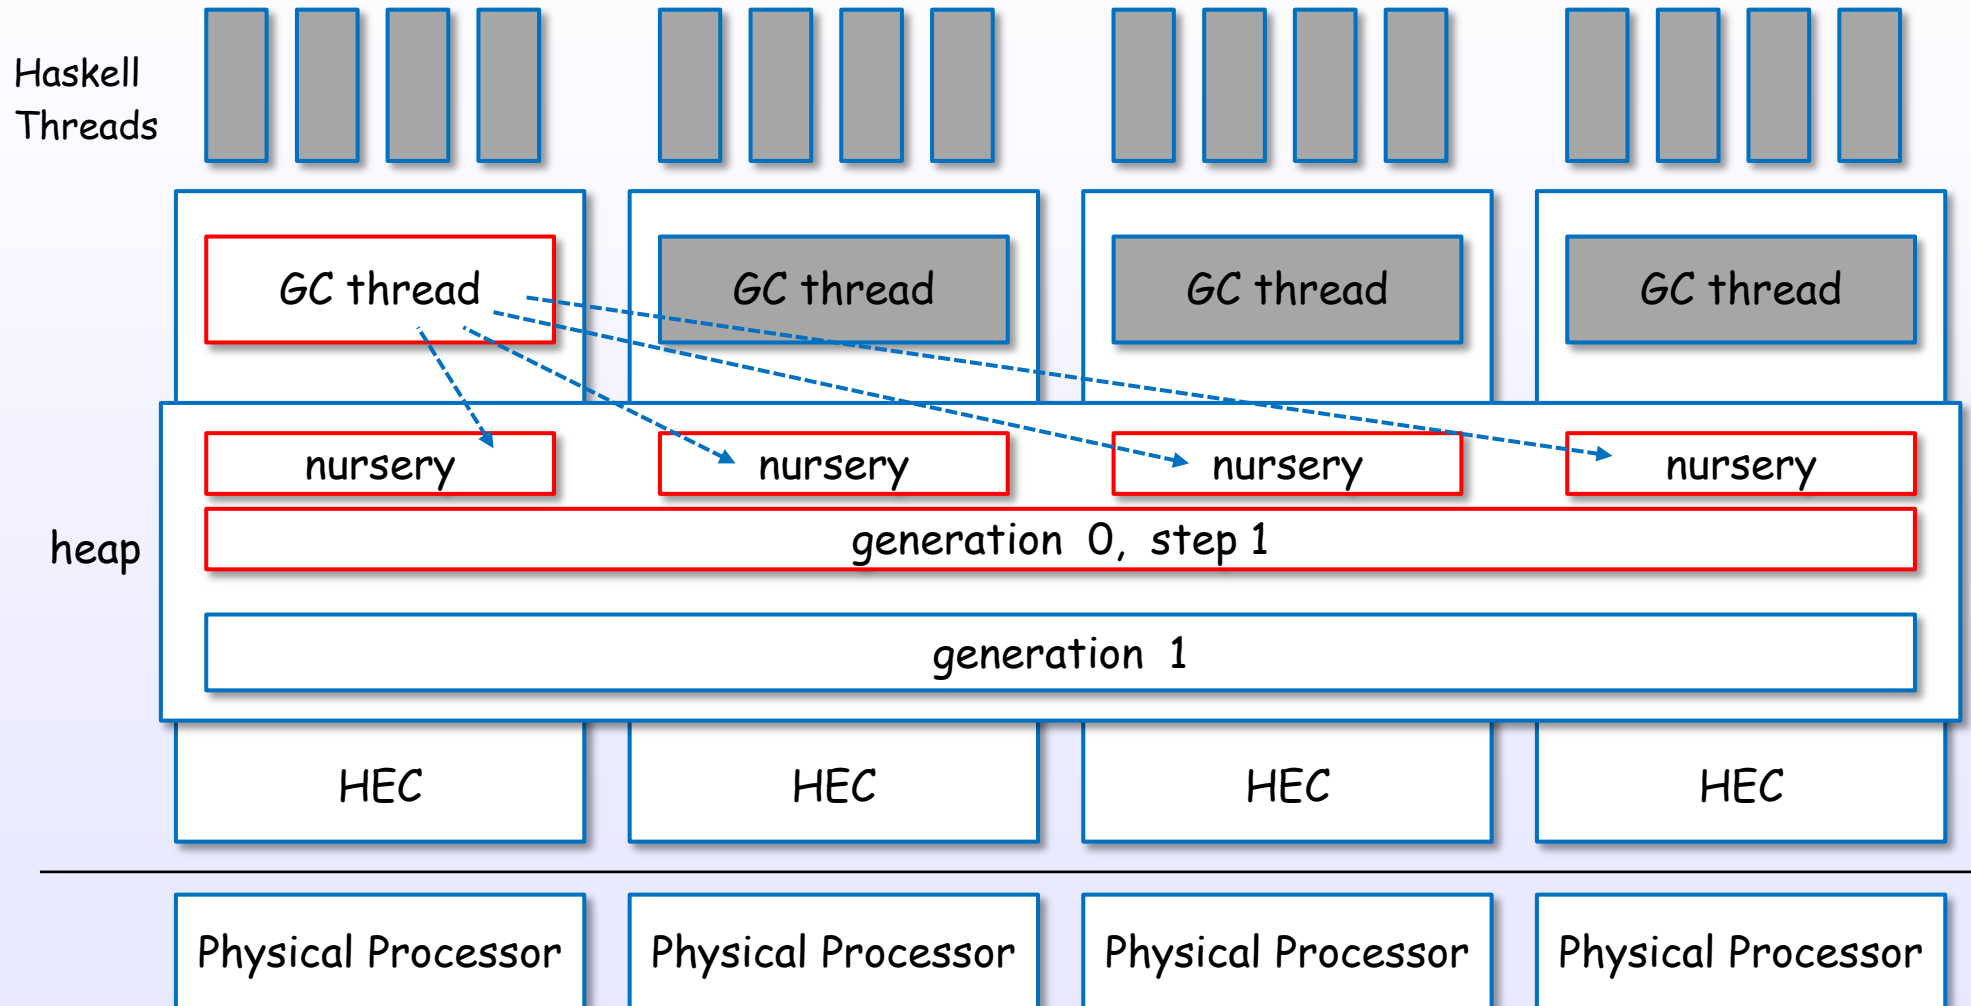 Haskell
Threads
GC thread GC thread GC thread GC thread
nursery nursery nursery nursery
generation 0, step 1
heap
generation 1
HEC HEC HEC HEC
Physical Processor Physical Processor Physical Processor Physical Processor